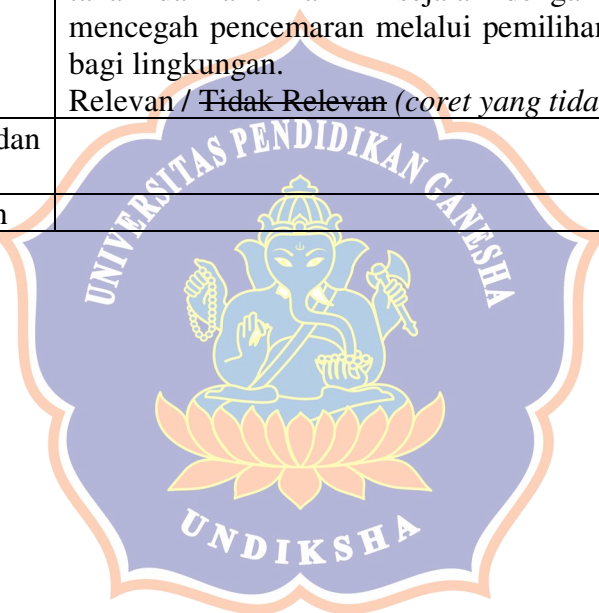 mencegah pencemaran melalui pemilihan
bagi lingkungan.
Relevan / Tidak Relevan (coret yang tida
dan
UNIVERSITAS PENDIDIKAN GANESHA
UNDIKSHA